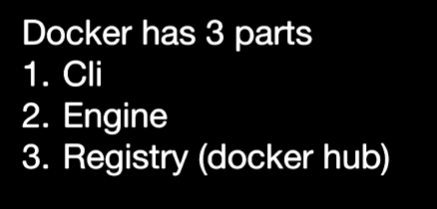 Docker has 3 parts
1. Cli
2. Engine
3. Registry (docker hub)